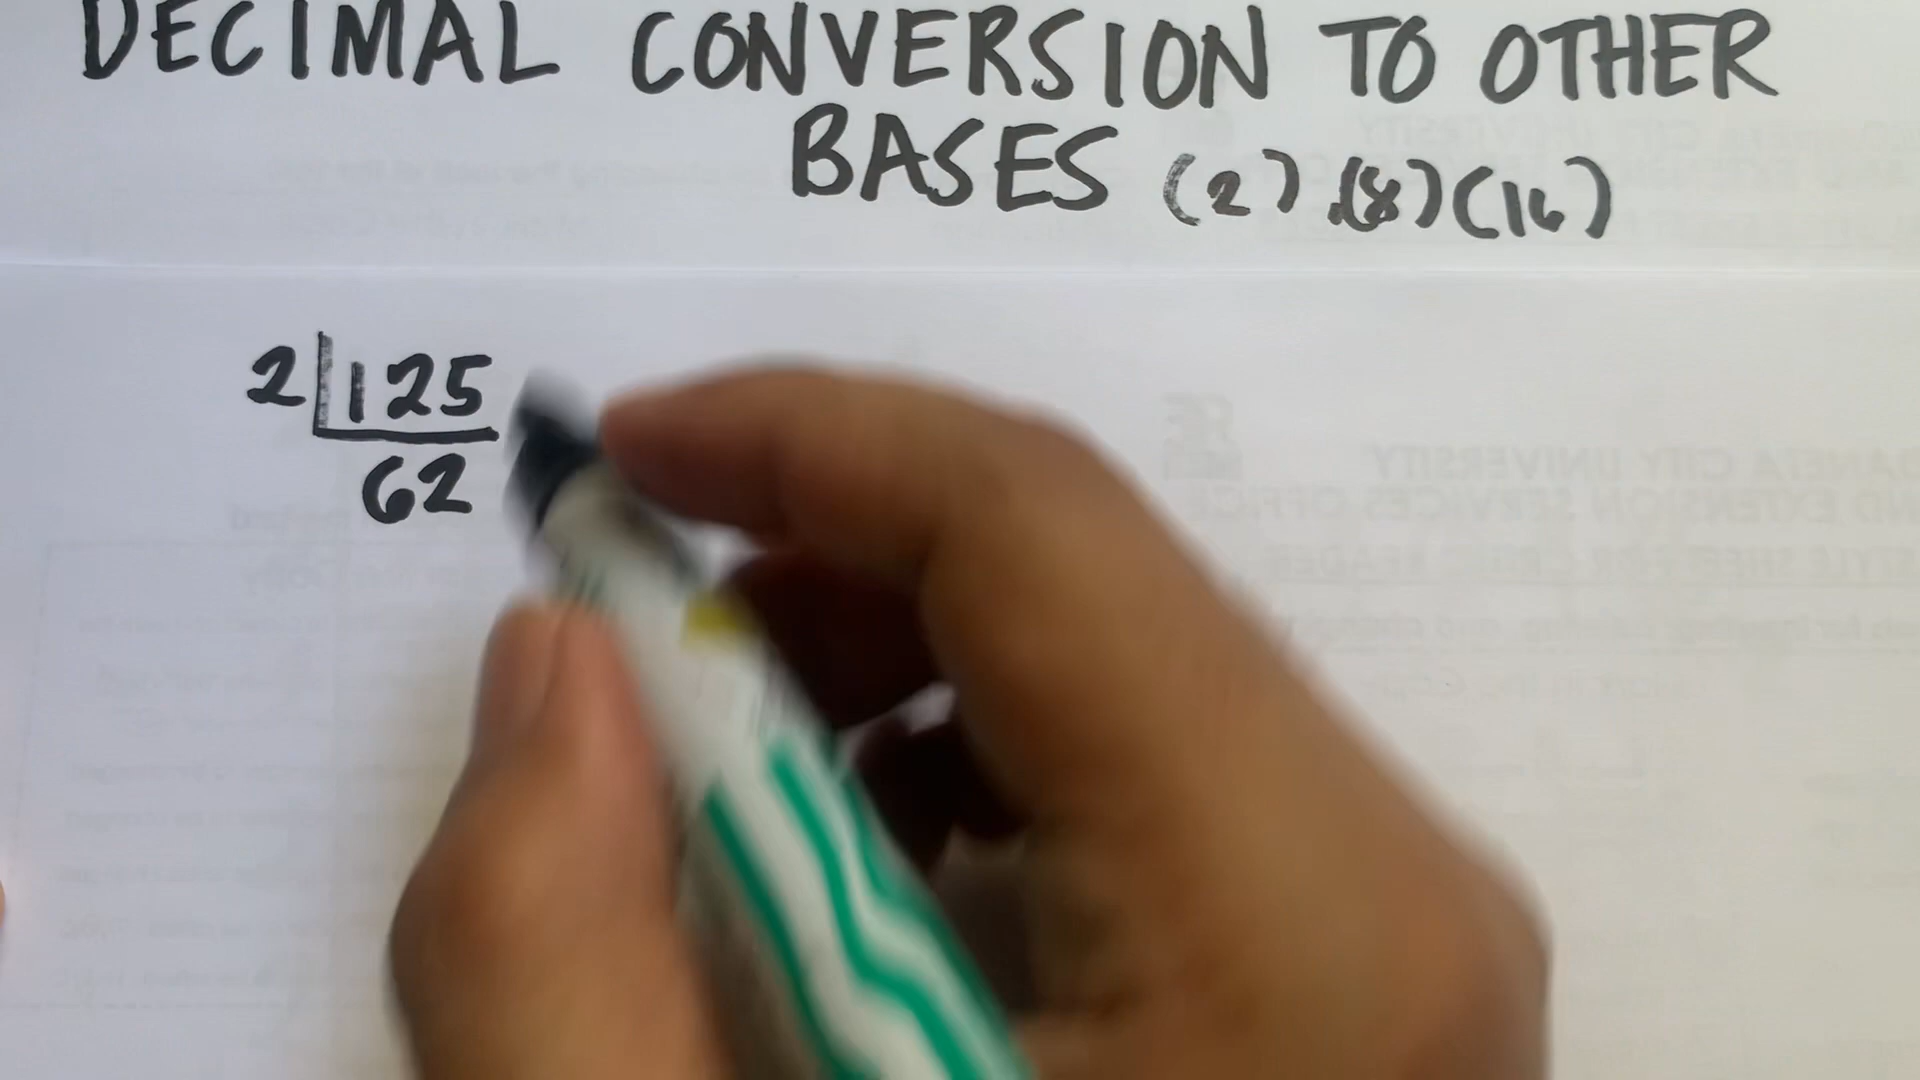 DECIMAL CONVERSION TO OTHER
BASES (2) (8) (16)
2 125
62